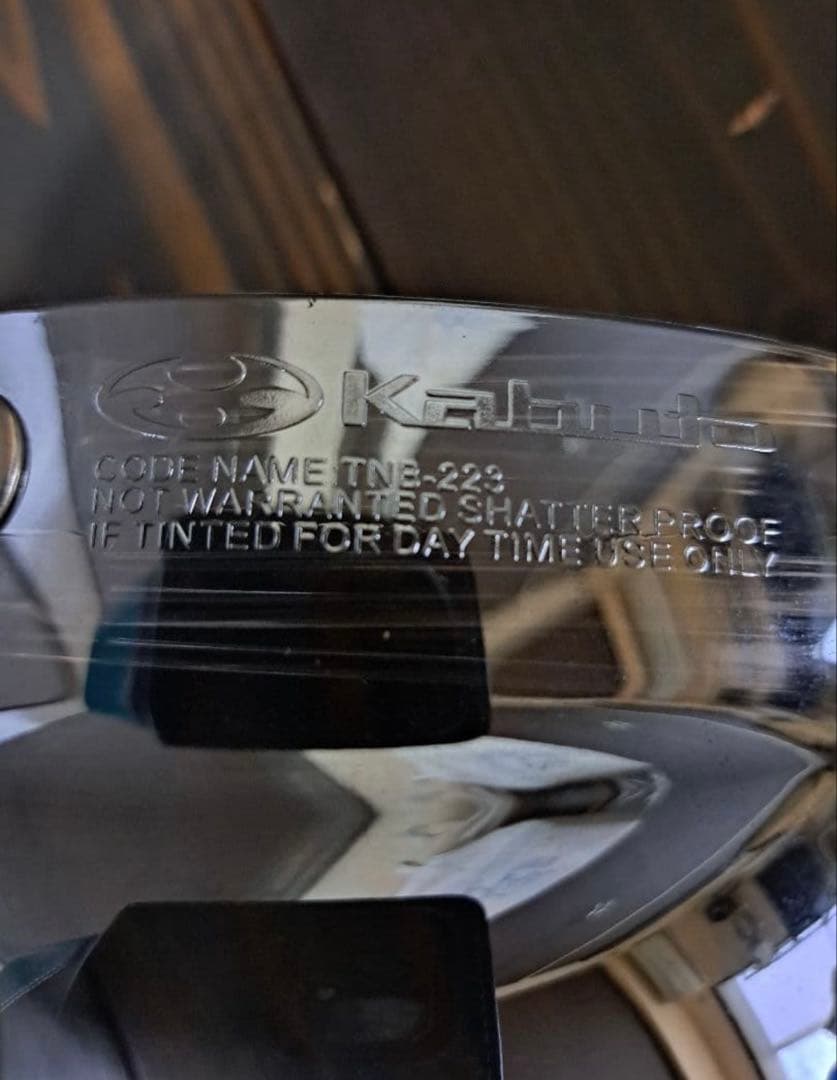 Kabuto
CODE NAME:TNB-223
NOT WARRANTED SHATTER PROOF
IF TINTED FOR DAY TIME USE ONLY